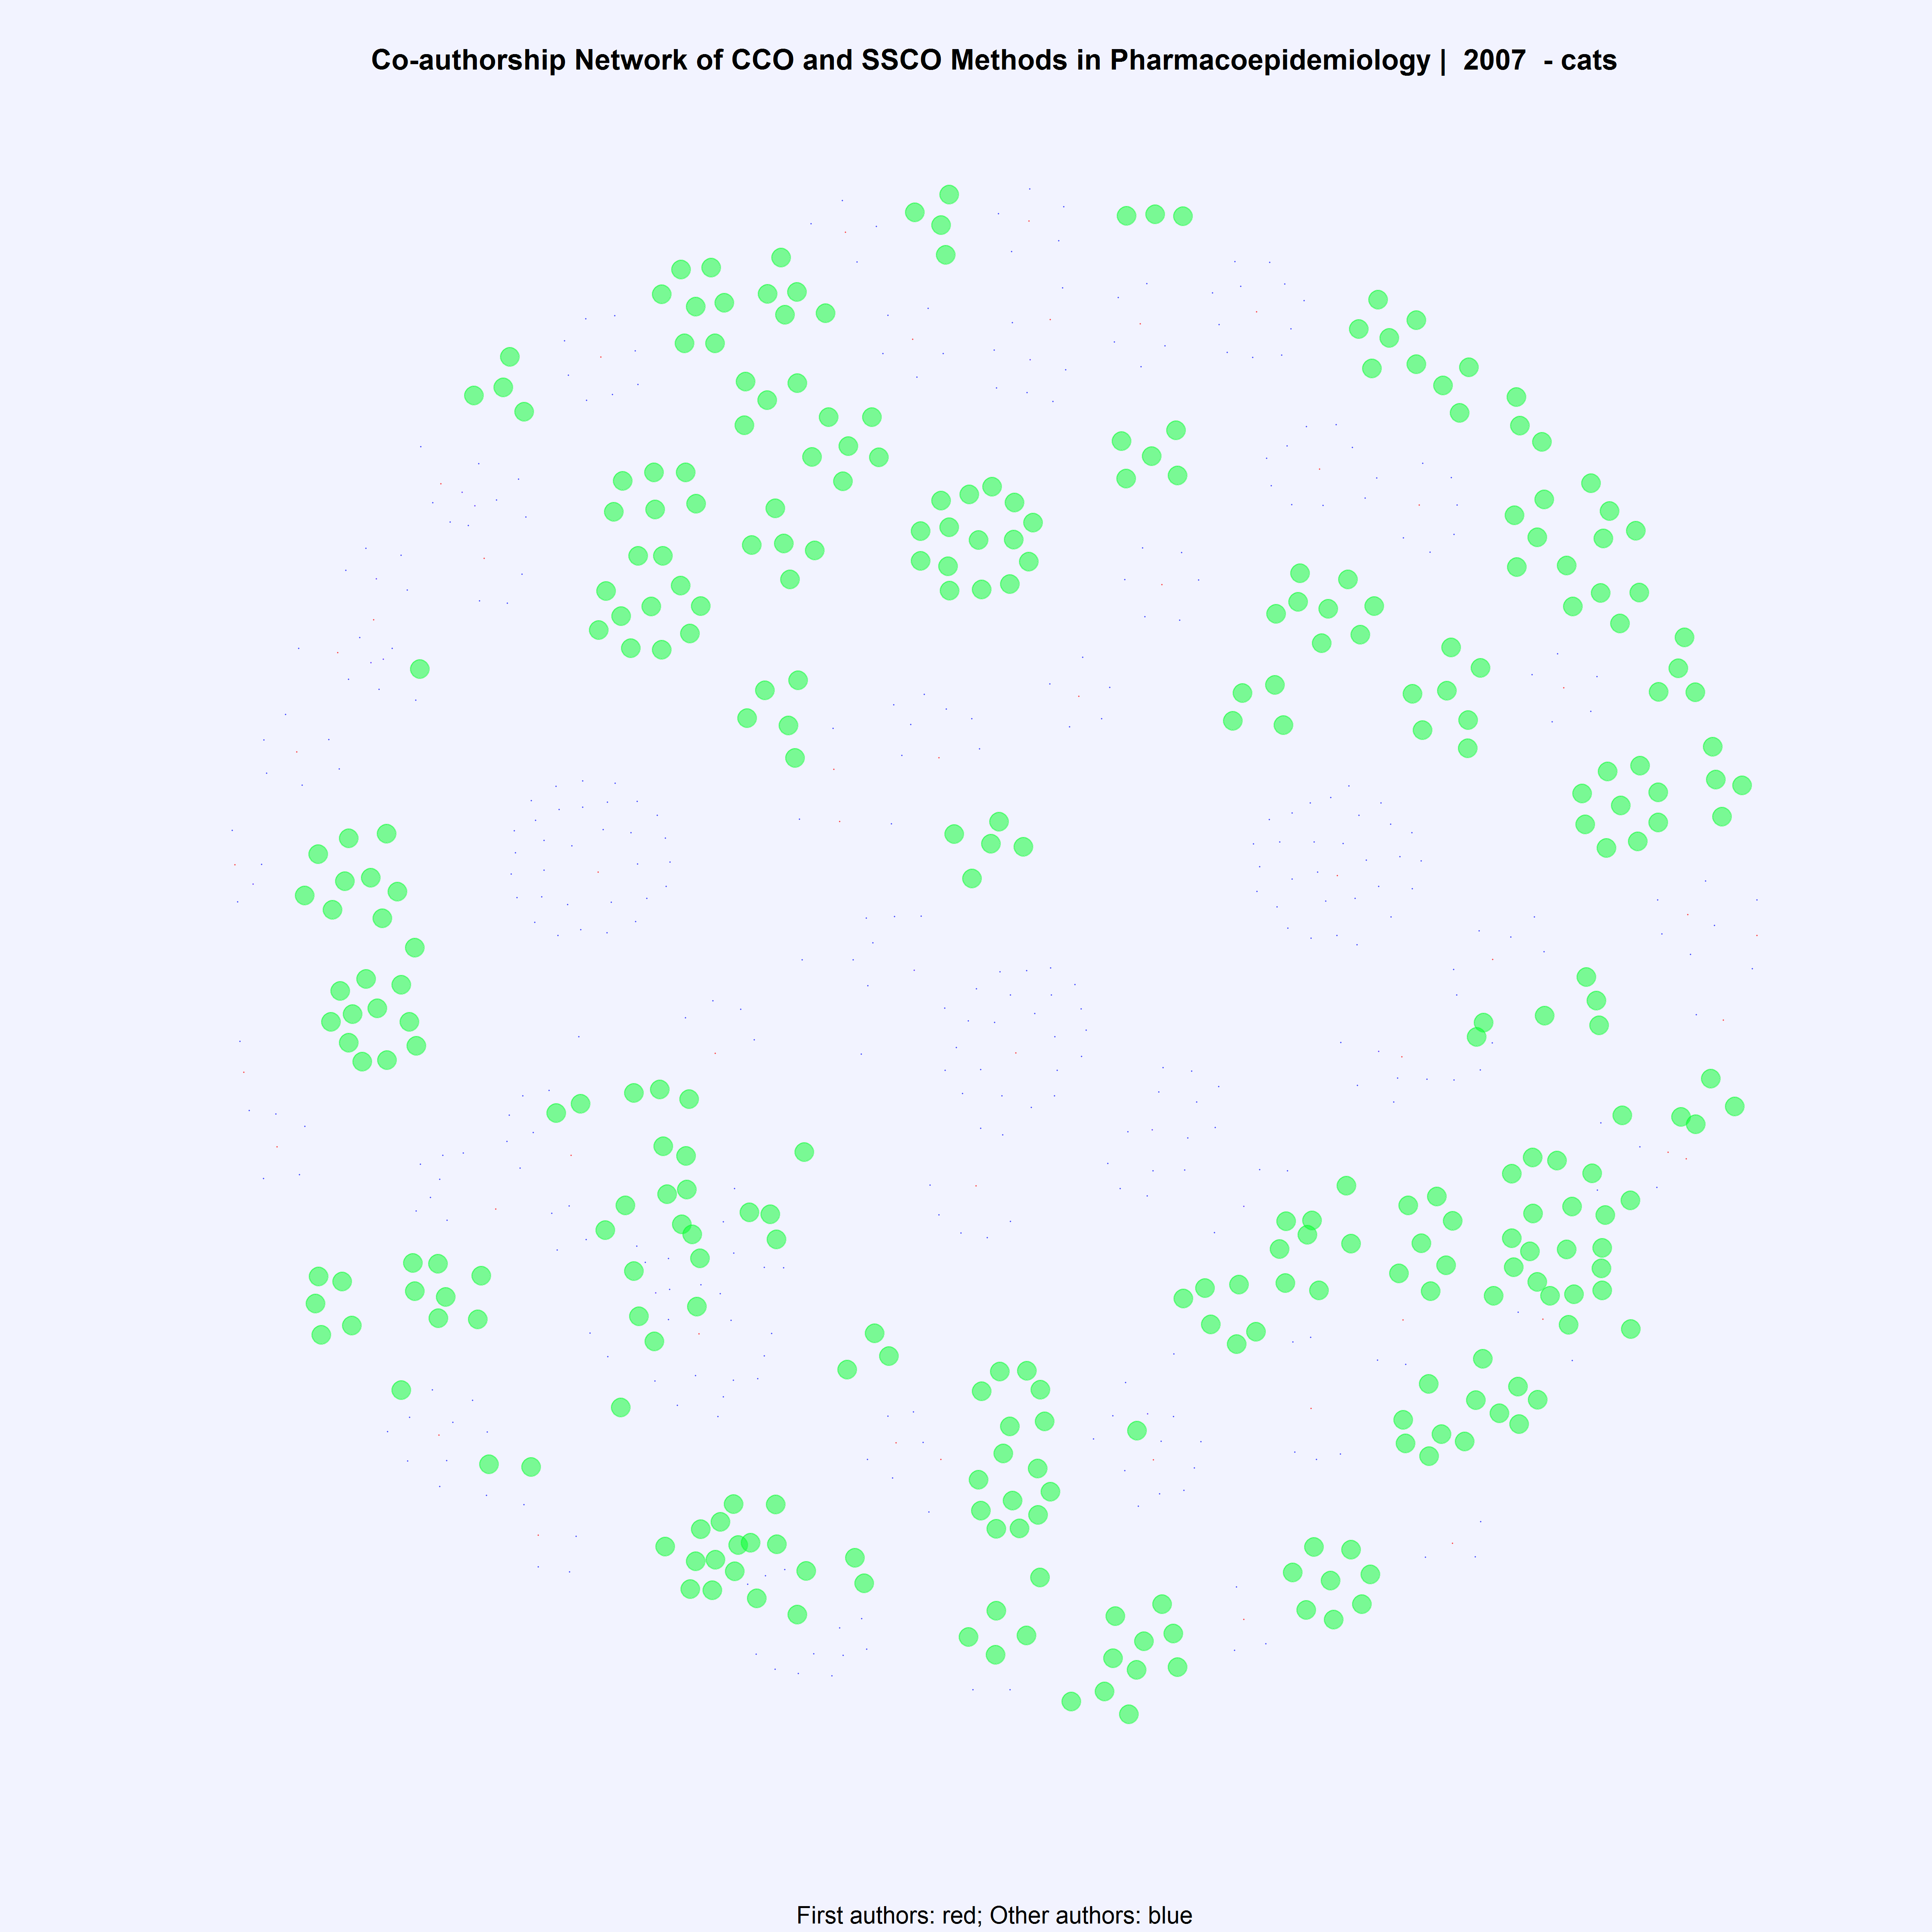 Co-authorship Network of CCO and SSCO Methods in Pharmacoepidemiology | 2007 - cats
First authors: red; Other authors: blue